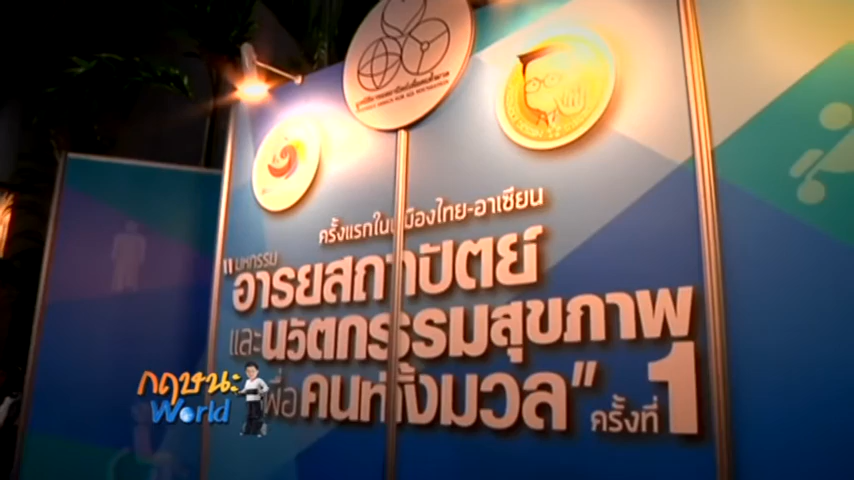 ครั้งแรกในเมืองไทย-อาเซียน
"มหกรรม
อารยสถาปัตย์
และนวัตกรรมสุขภาพ
เพื่อคนทั้งมวล" ครั้งที่ 1
กฤษนะ
World